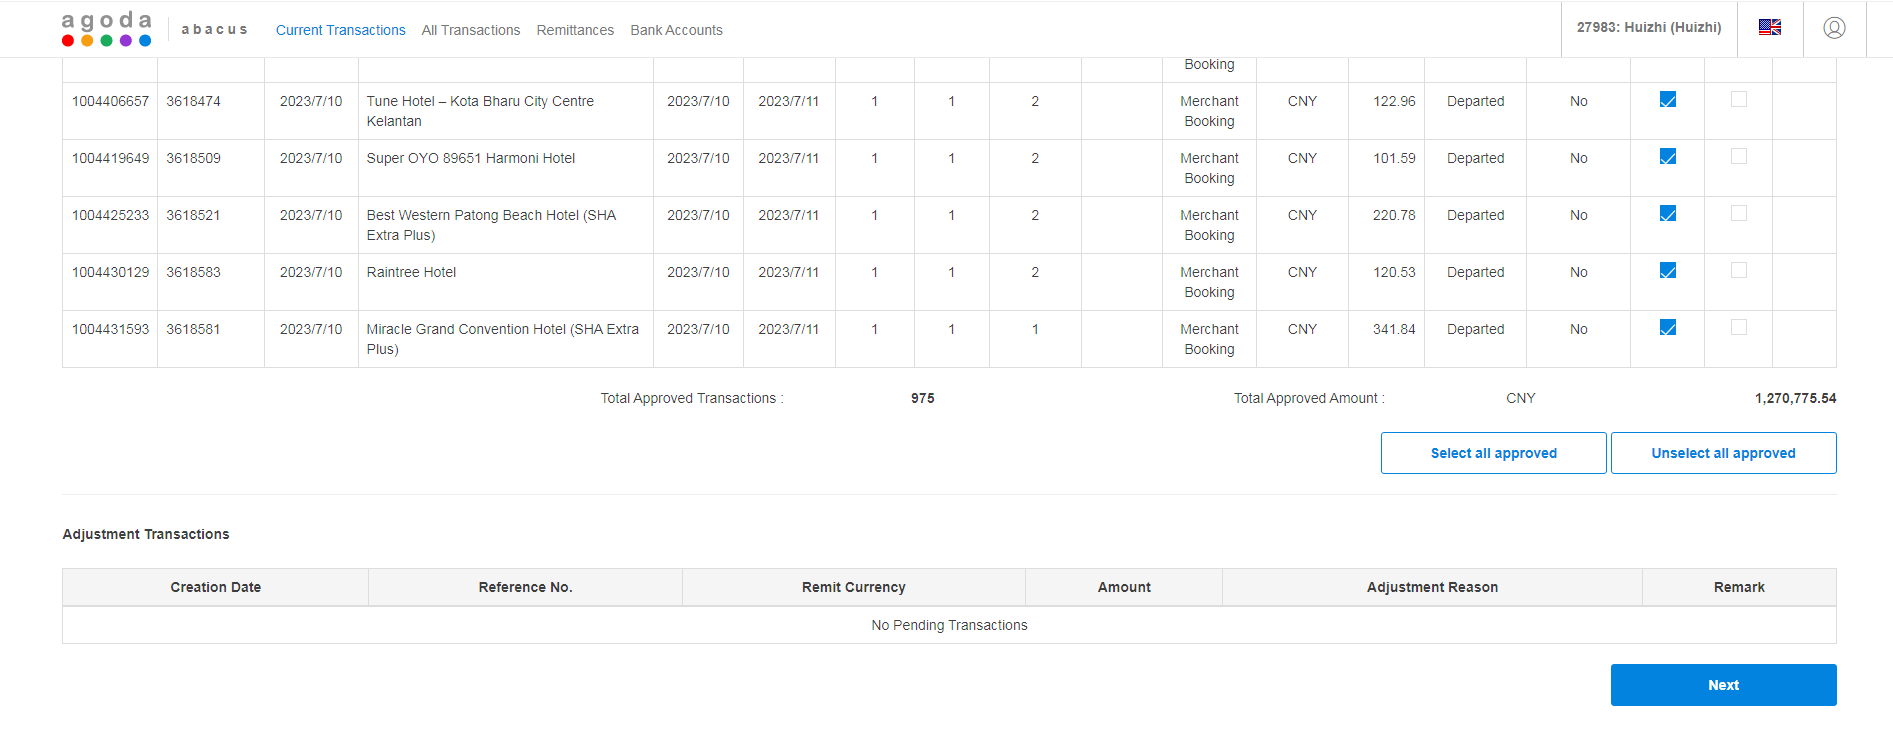 agoda abacus Current Transactions All Transactions Remittances Bank Accounts 27983: Huizhi (Huizhi)
Booking
1004406657 3618474 2023/7/10 Tune Hotel – Kota Bharu City Centre 2023/7/10 2023/7/11 1 1 2 Merchant CNY 122.96 Departed No
Kelantan Booking
1004419649 3618509 2023/7/10 Super OYO 89651 Harmoni Hotel 2023/7/10 2023/7/11 1 1 2 Merchant CNY 101.59 Departed No
Booking
1004425233 3618521 2023/7/10 Best Western Patong Beach Hotel (SHA 2023/7/10 2023/7/11 1 1 2 Merchant CNY 220.78 Departed No
Extra Plus) Booking
1004430129 3618583 2023/7/10 Raintree Hotel 2023/7/10 2023/7/11 1 1 2 Merchant CNY 120.53 Departed No
Booking
1004431593 3618581 2023/7/10 Miracle Grand Convention Hotel (SHA Extra 2023/7/10 2023/7/11 1 1 1 Merchant CNY 341.84 Departed No
Plus) Booking
Total Approved Transactions : 975 Total Approved Amount : CNY 1,270,775.54
Select all approved Unselect all approved
Adjustment Transactions
Creation Date Reference No. Remit Currency Amount Adjustment Reason Remark
No Pending Transactions
Next